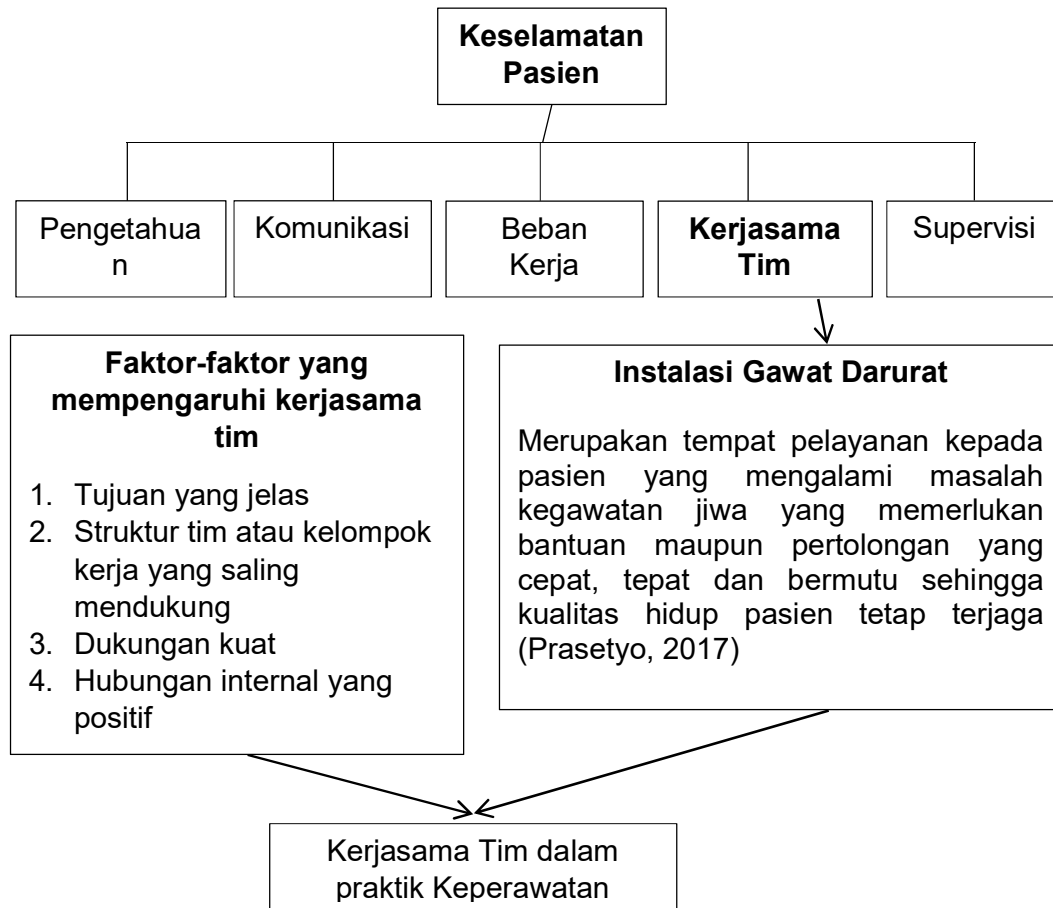 Keselamatan
Pasien
Pengetahua
n
Komunikasi
Beban
Kerja
Kerjasama
Tim
Supervisi
Faktor-faktor yang
mempengaruhi kerjasama
tim
1. Tujuan yang jelas
2. Struktur tim atau kelompok
kerja yang saling
mendukung
3. Dukungan kuat
4. Hubungan internal yang
positif
Instalasi Gawat Darurat
Merupakan tempat pelayanan kepada
pasien yang mengalami masalah
kegawatan jiwa yang memerlukan
bantuan maupun pertolongan yang
cepat, tepat dan bermutu sehingga
kualitas hidup pasien tetap terjaga
(Prasetyo, 2017)
Kerjasama Tim dalam
praktik Keperawatan